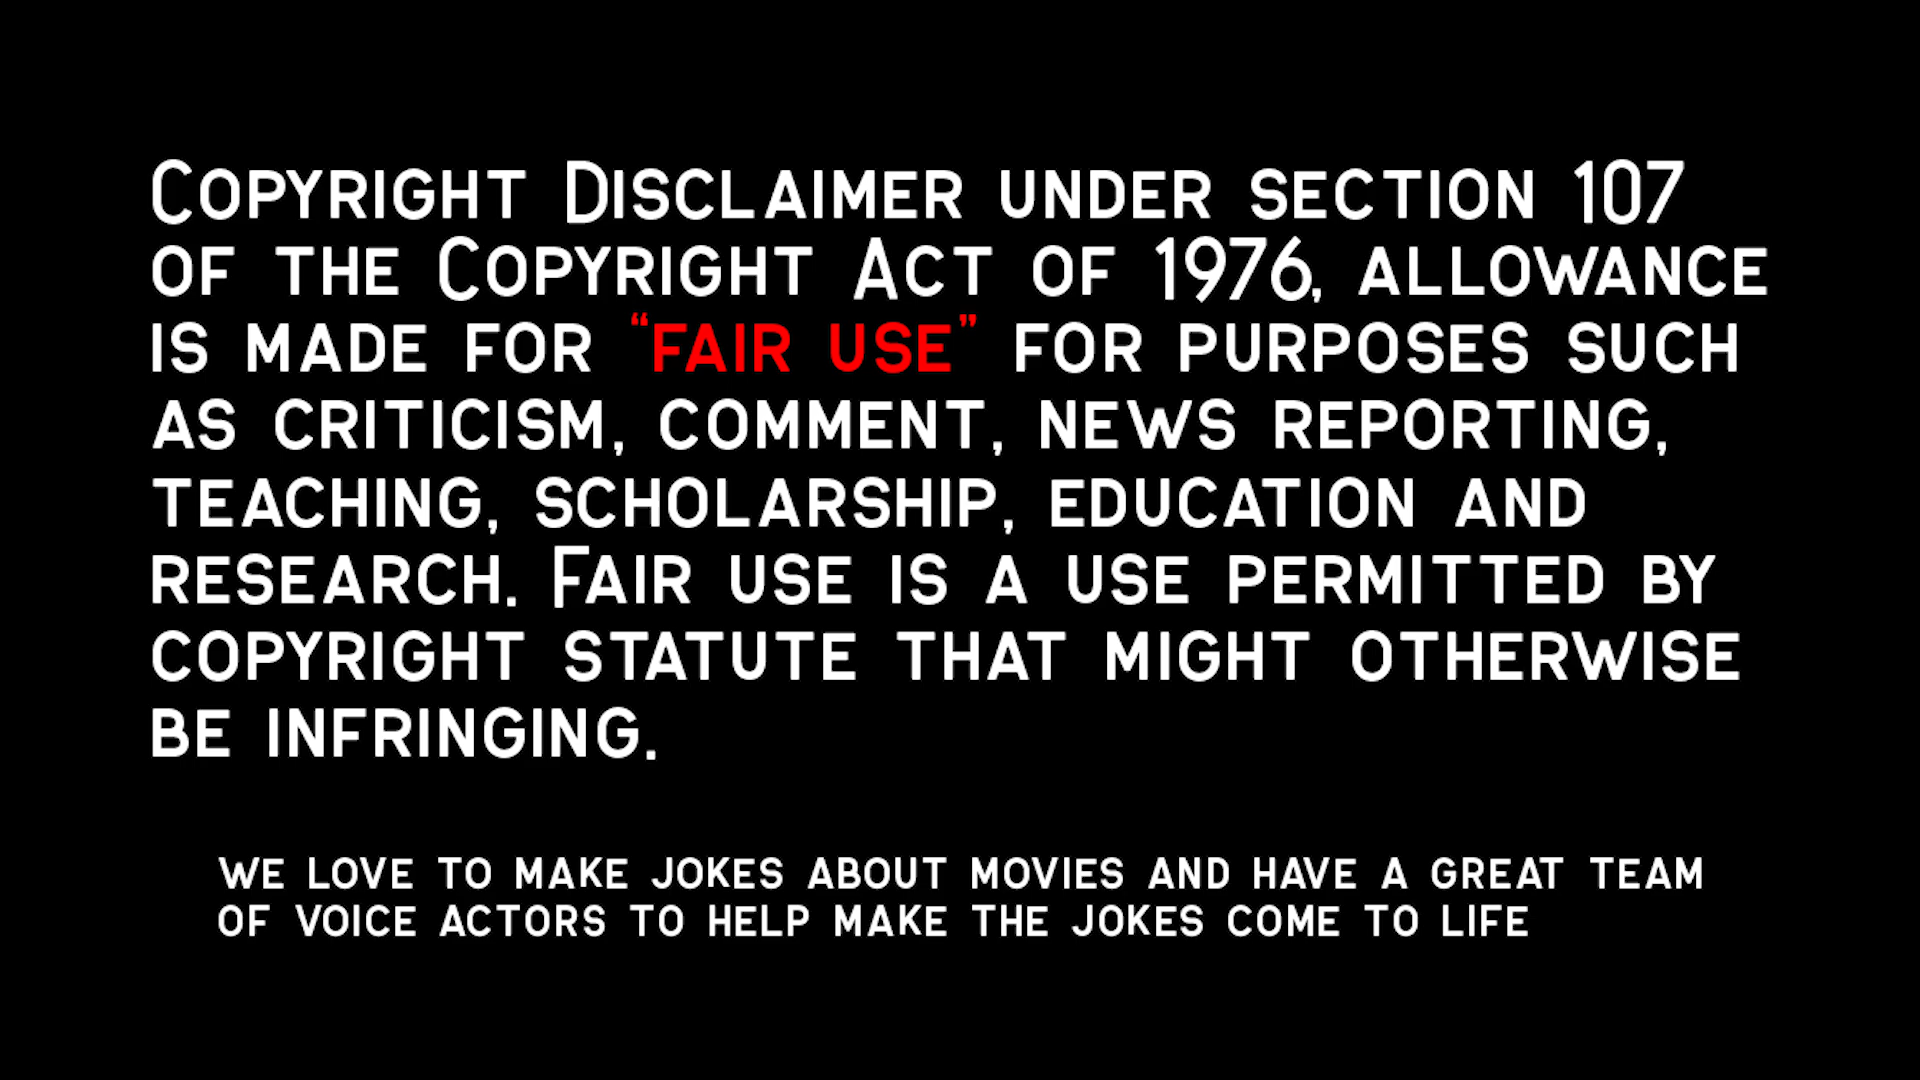 Copyright Disclaimer under section 107
of the Copyright Act of 1976, allowance
is made for “fair use” for purposes such
as criticism, comment, news reporting,
teaching, scholarship, education and
research. Fair use is a use permitted by
copyright statute that might otherwise
be infringing.
we love to make jokes about movies and have a great team
of voice actors to help make the jokes come to life